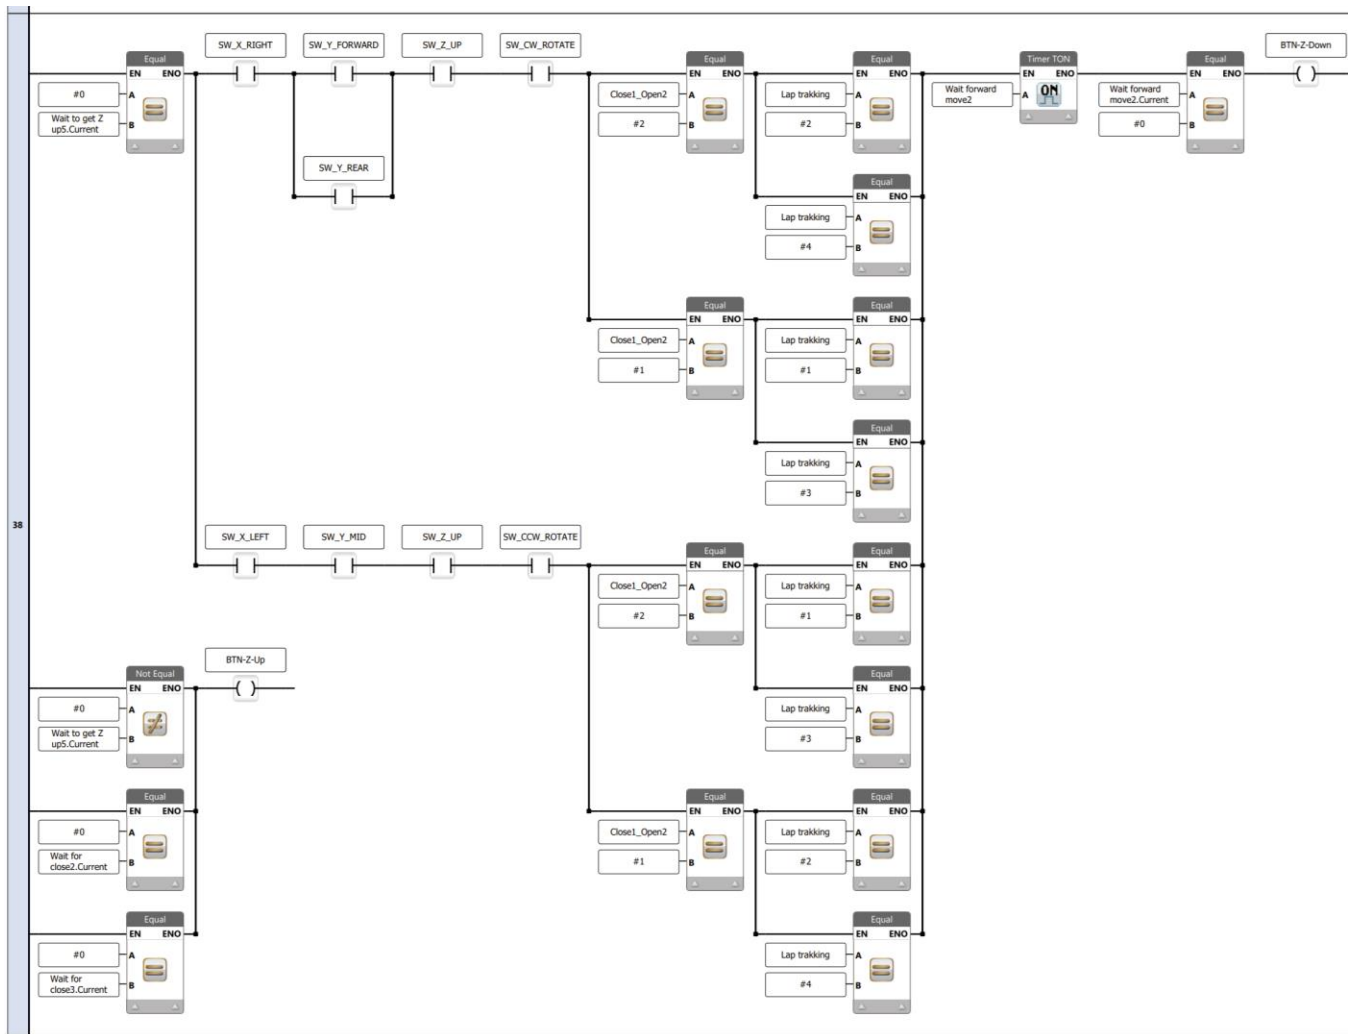 SW_X_RIGHT SW_Y_FORWARD SW_Z_UP SW_CW_ROTATE BTN-Z-Down
Equal Equal Equal Timer TON Equal
EN ENO EN ENO EN ENO EN ENO EN ENO
#0 A Close1_Open2 A Lap trakking A Wait forward move2 A Wait forward move2.Current A
ON
Wait to get Z up5.Current B #2 B #2 B #0 B
SW_Y_REAR Equal
EN ENO
Lap trakking A
#4 B
Equal Equal
EN ENO EN ENO
Close1_Open2 A Lap trakking A
#1 B #1 B
Equal
EN ENO
Lap trakking A
#3 B
38
SW_X_LEFT SW_Y_MID SW_Z_UP SW_CCW_ROTATE
Equal Equal
EN ENO EN ENO
Close1_Open2 A Lap trakking A
#2 B #1 B
BTN-Z-Up
Not Equal Equal
EN ENO EN ENO
#0 A Lap trakking A
Wait to get Z up5.Current B #3 B
Equal Equal Equal
EN ENO EN ENO EN ENO
#0 A Close1_Open2 A Lap trakking A
Wait for close2.Current B #1 B #2 B
Equal Equal
EN ENO EN ENO
#0 A Lap trakking A
Wait for close3.Current B #4 B